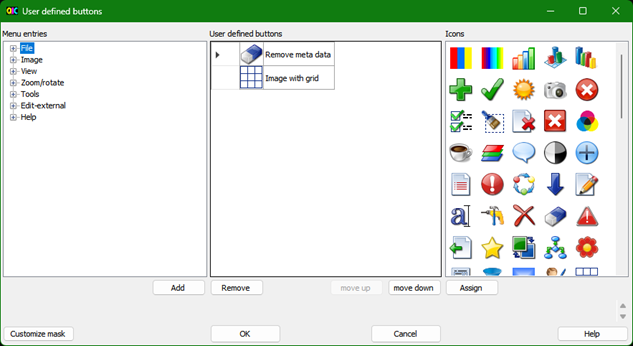 QIC User defined buttons
Menu entries
User defined buttons
Icons
File
Image
View
Zoom/rotate
Tools
Edit-external
Help
Remove meta data
Image with grid
a
Add
Remove
move up
move down
Assign
Customize mask
OK
Cancel
Help